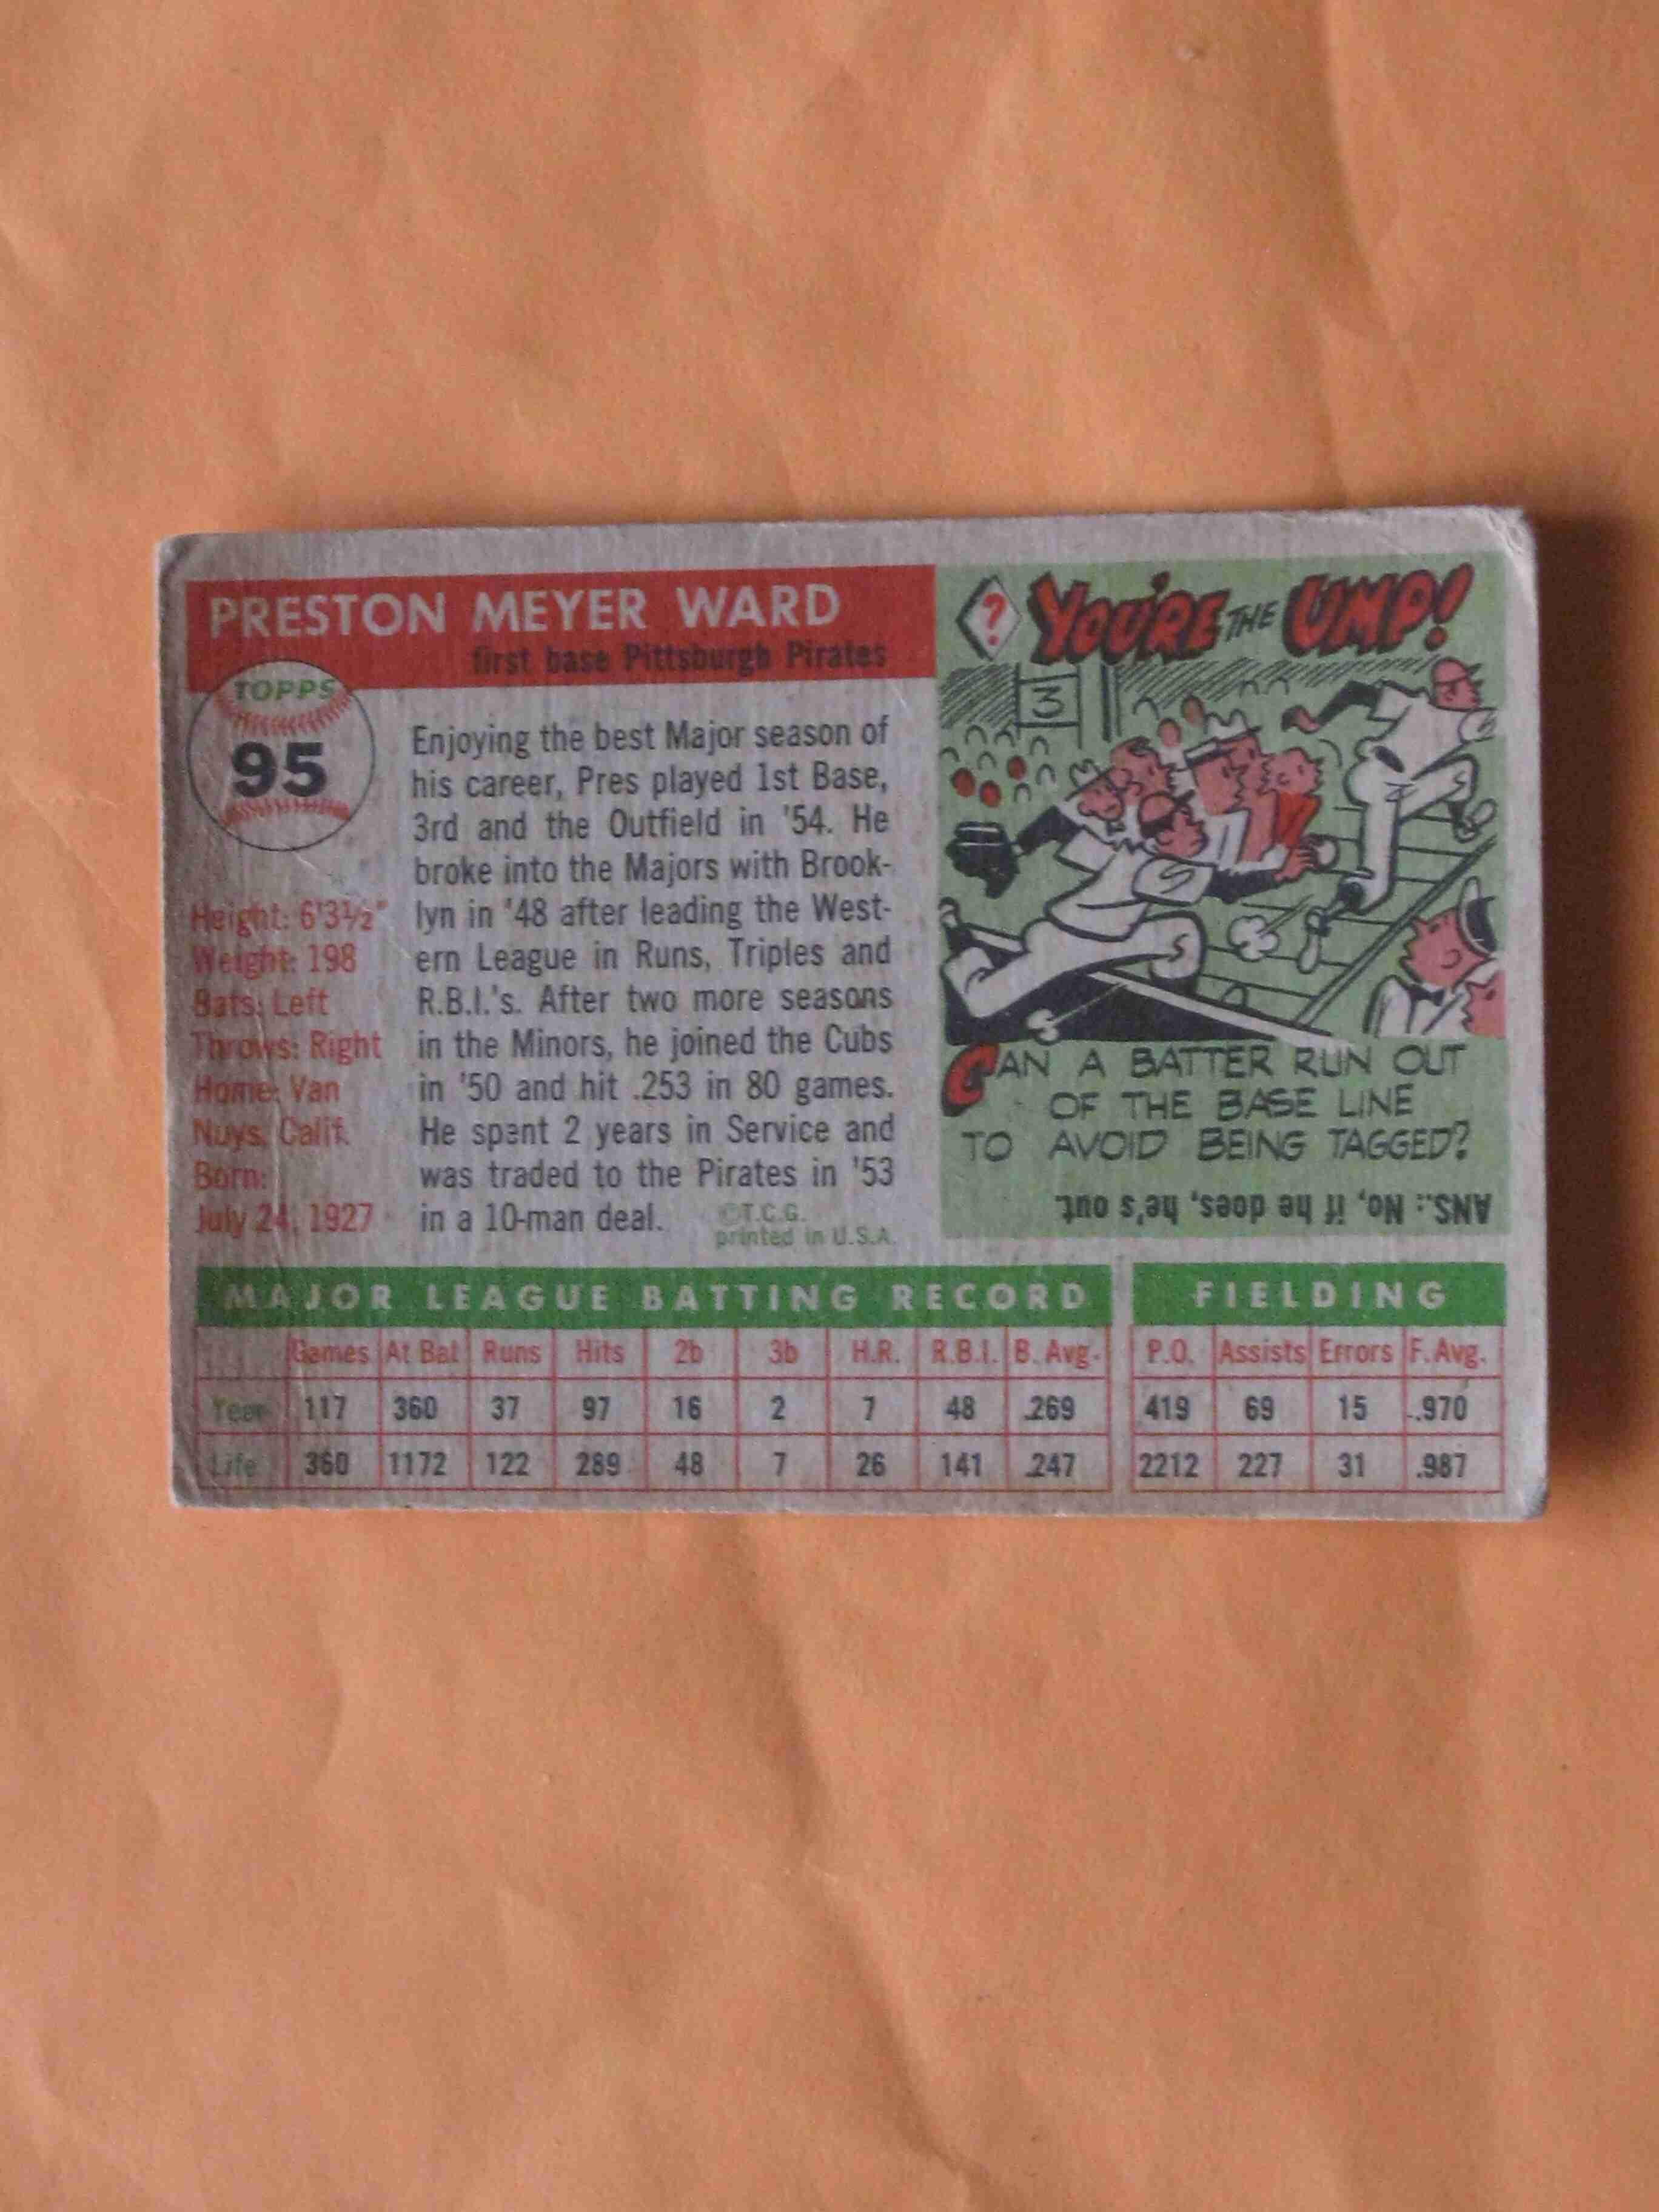 PRESTON MEYER WARD
first base Pittsburgh Pirates
TOPPS
95
Height: 6'3½"
Weight: 198
Bats: Left
Throws: Right
Home: Van
Nuys, Calif.
Born:
July 24, 1927
Enjoying the best Major season of
his career, Pres played 1st Base,
3rd and the Outfield in '54. He
broke into the Majors with Brook-
lyn in '48 after leading the West-
ern League in Runs, Triples and
R.B.I.'s. After two more seasons
in the Minors, he joined the Cubs
in '50 and hit .253 in 80 games.
He spent 2 years in Service and
was traded to the Pirates in '53
in a 10-man deal.
©T.C.G.
printed in U.S.A.
? YOU'RE THE UMP!
3
CAN A BATTER RUN OUT
OF THE BASE LINE
TO AVOID BEING TAGGED?
ANS.: No, if he does, he's out.
MAJOR LEAGUE BATTING RECORD
Games At Bat Runs Hits 2b 3b H.R. R.B.I. B. Avg.
Year 117 360 37 97 16 2 7 48 .269
Life 360 1172 122 289 48 7 26 141 .247
FIELDING
P.O. Assists Errors F. Avg.
419 69 15 .970
2212 227 31 .987